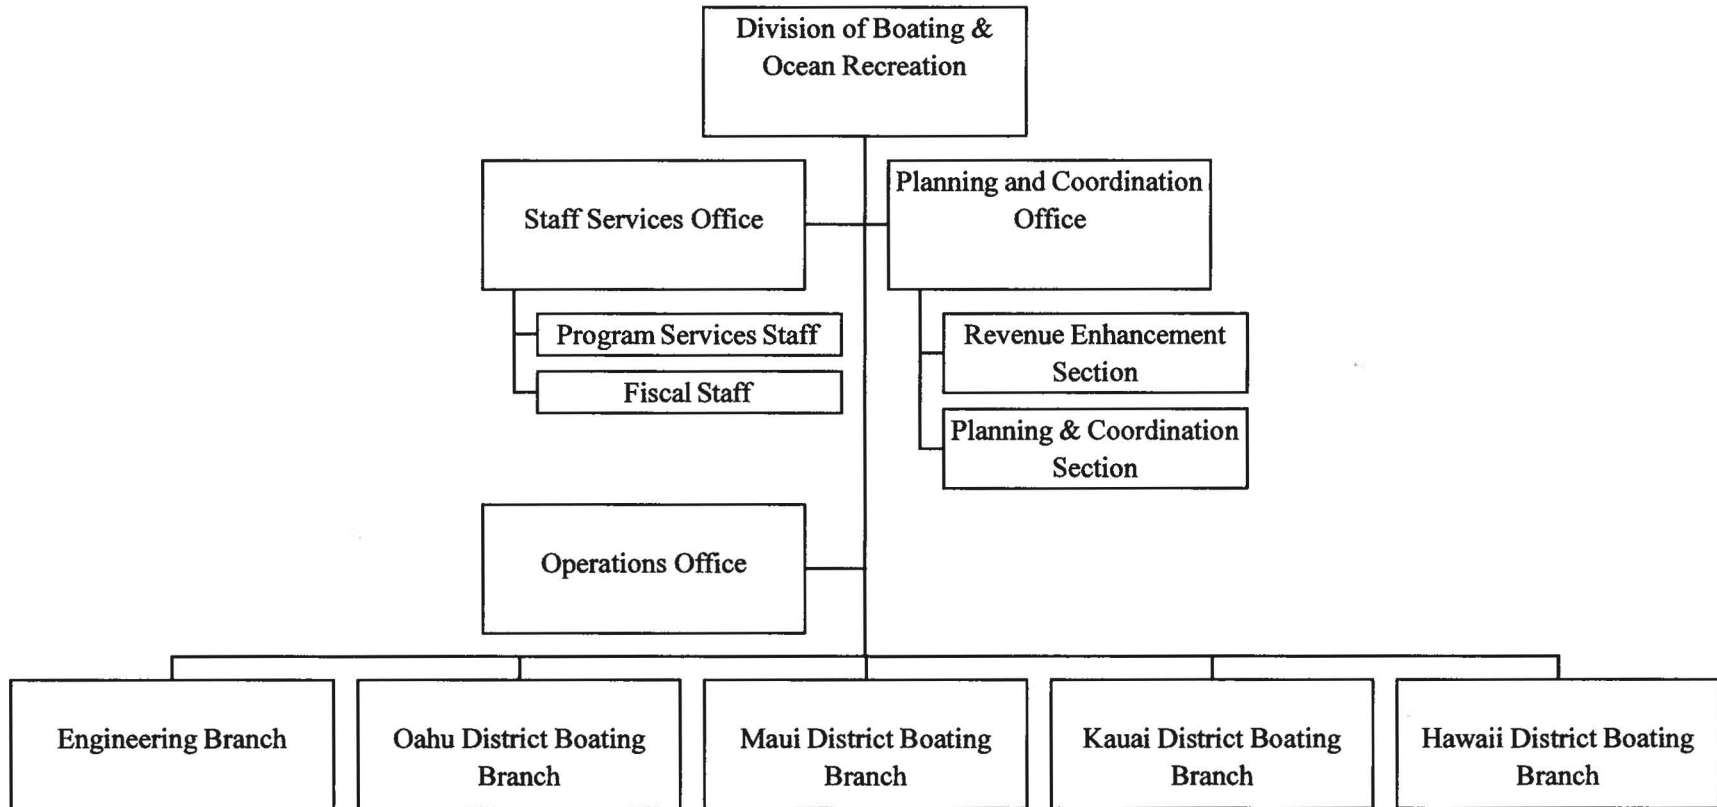 Division of Boating &
Ocean Recreation
Staff Services Office
Planning and Coordination
Office
Program Services Staff
Fiscal Staff
Revenue Enhancement
Section
Planning & Coordination
Section
Operations Office
Engineering Branch
Oahu District Boating
Branch
Maui District Boating
Branch
Kauai District Boating
Branch
Hawaii District Boating
Branch